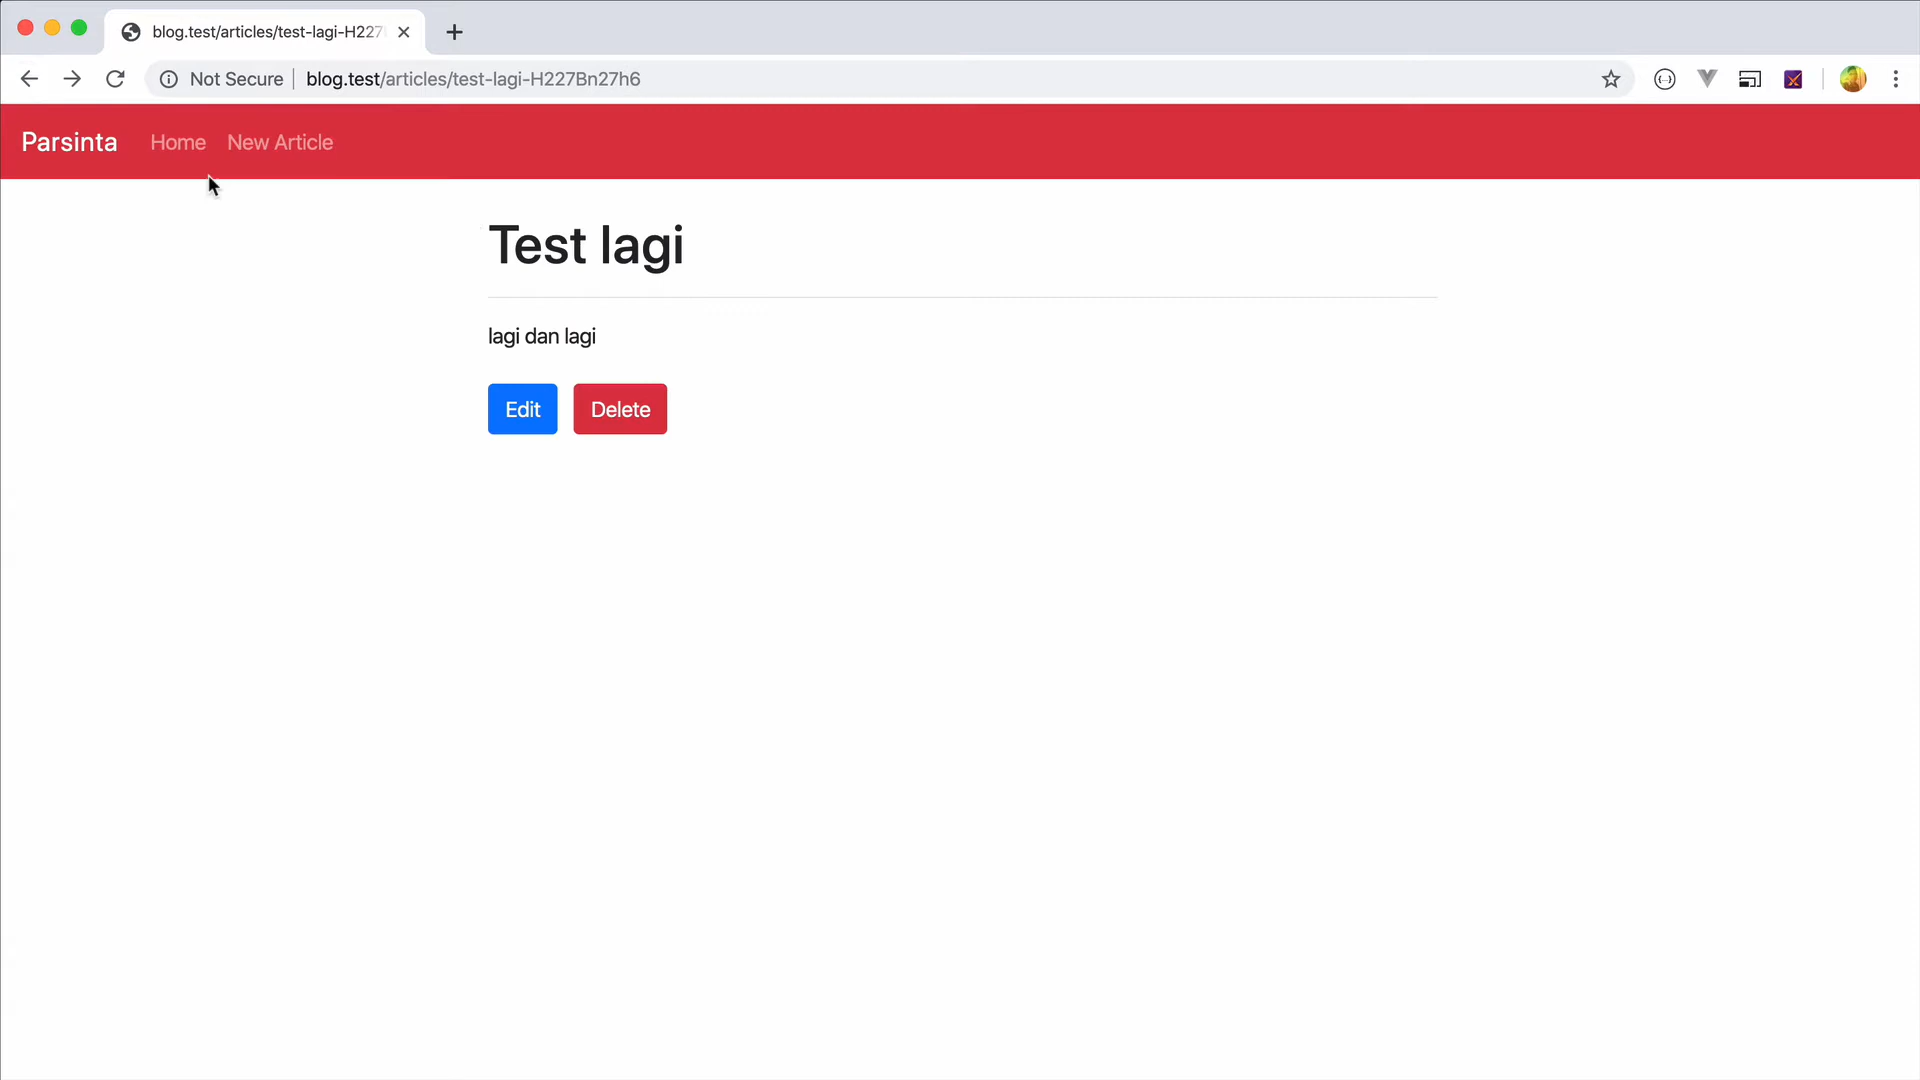 blog.test/articles/test-lagi-H227
Not Secure blog.test/articles/test-lagi-H227Bn27h6
Parsinta Home New Article
Test lagi
lagi dan lagi
Edit Delete